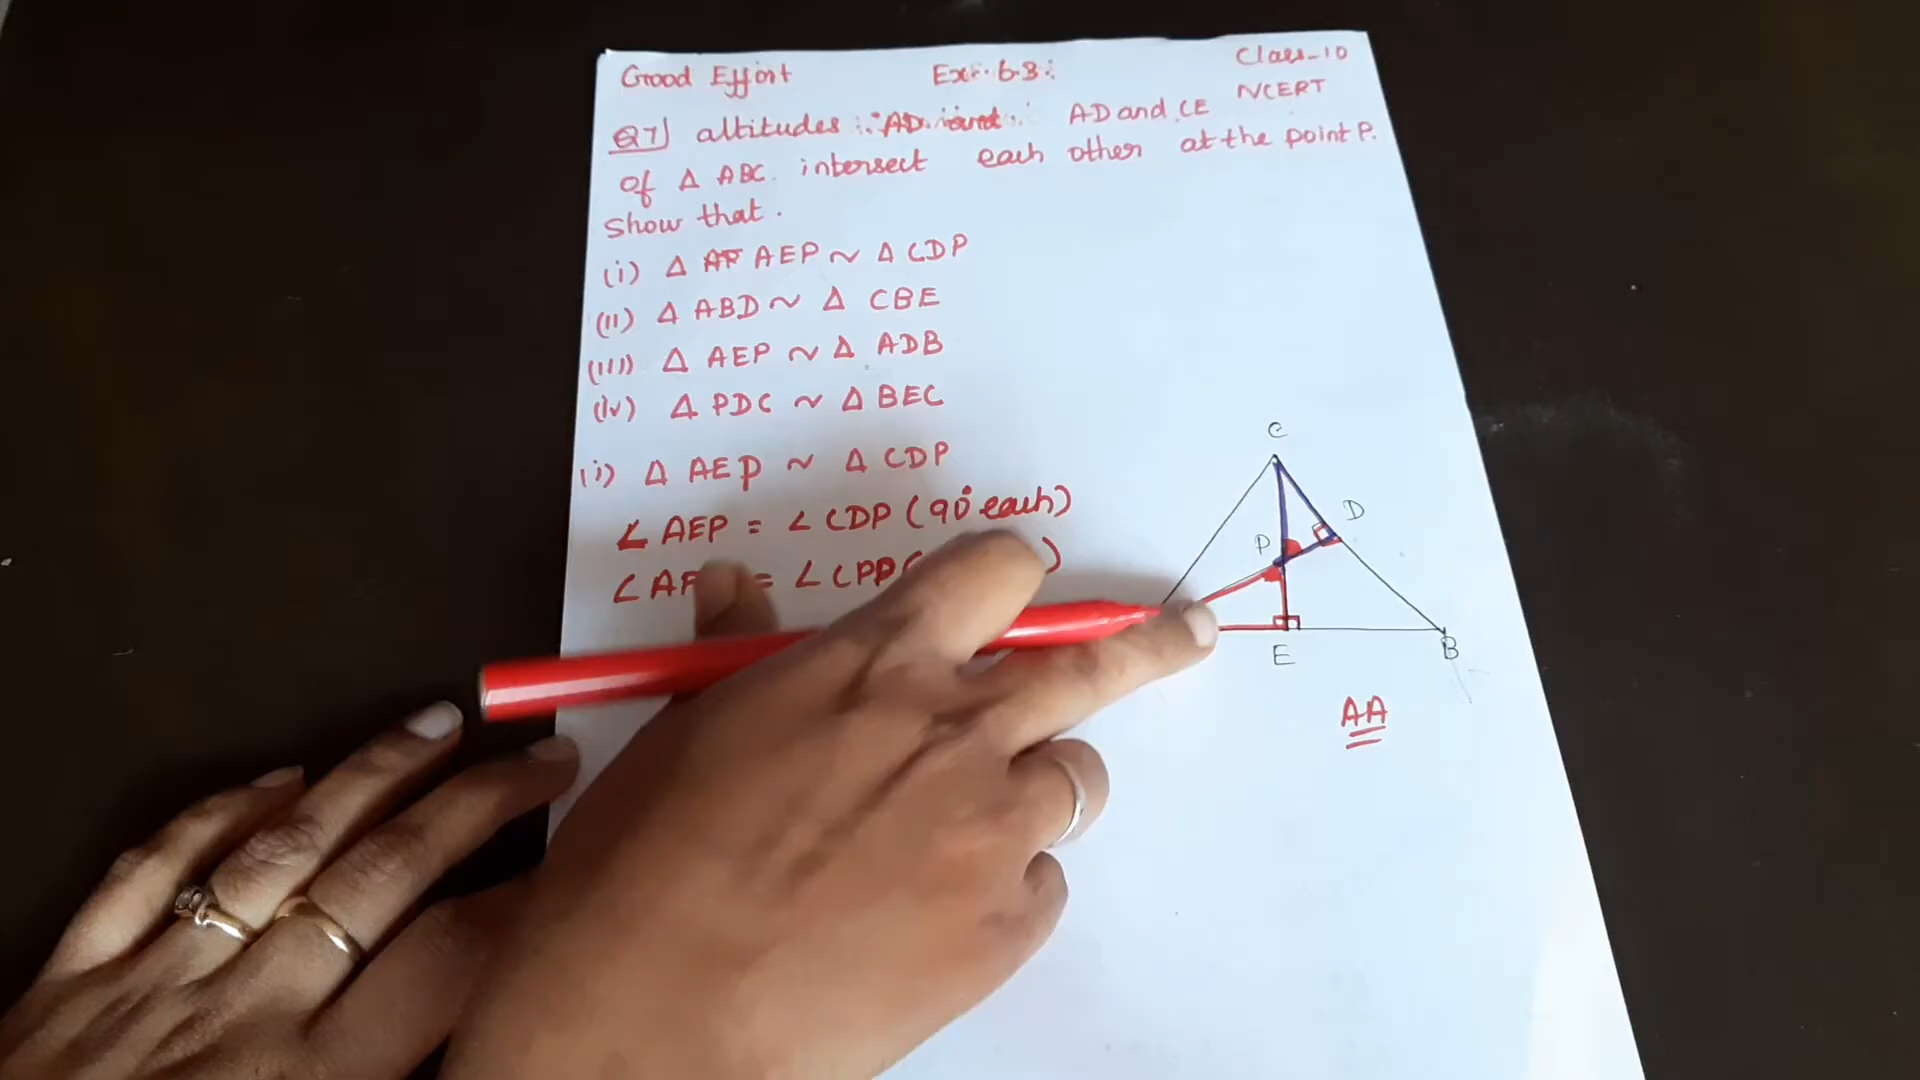 Good Effort Ex:- 6.3: Class-10
NCERT
Q7) altitudes AD and CE
of Δ ABC. intersect each other at the point P.
Show that.
(i) Δ AEP ~ Δ CDP
(ii) Δ ABD ~ Δ CBE
(iii) Δ AEP ~ Δ ADB
(iv) Δ PDC ~ Δ BEC
(i) Δ AEP ~ Δ CDP
∠ AEP = ∠ CDP (90° each)
= ∠ CPD (
C
D
P
E
B
AA